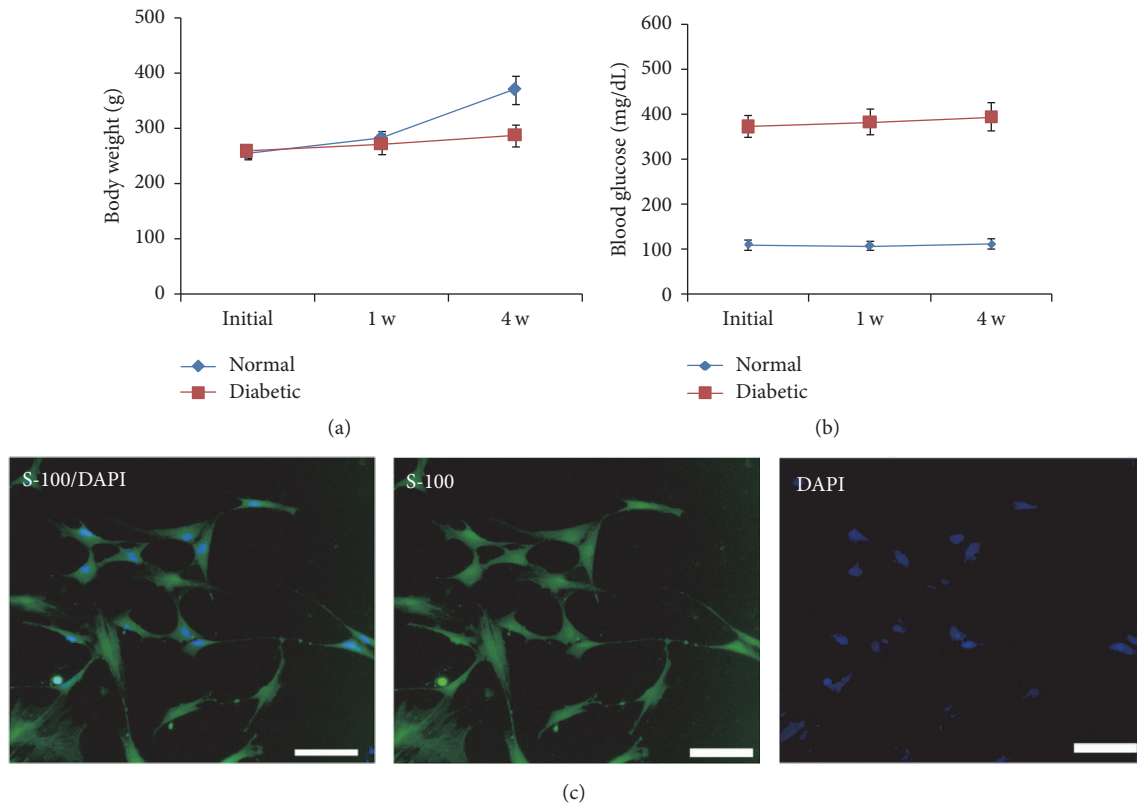 500
400
300
200
100
0
Body weight (g)
Initial 1 w 4 w
Normal
Diabetic
(a)
600
500
400
300
200
100
0
Blood glucose (mg/dL)
Initial 1 w 4 w
Normal
Diabetic
(b)
S-100/DAPI
S-100
DAPI
(c)